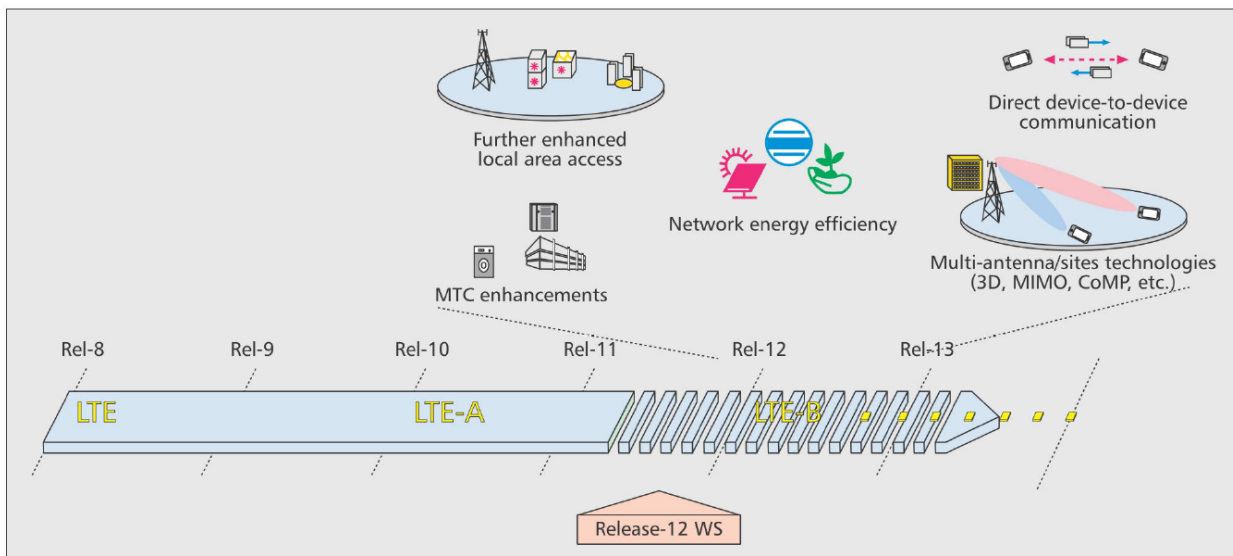 Direct device-to-device
communication
Further enhanced
local area access
Network energy efficiency
Multi-antenna/sites technologies
(3D, MIMO, CoMP, etc.)
MTC enhancements
Rel-8
Rel-9
Rel-10
Rel-11
Rel-12
Rel-13
LTE
LTE-A
LTE-B
Release-12 WS